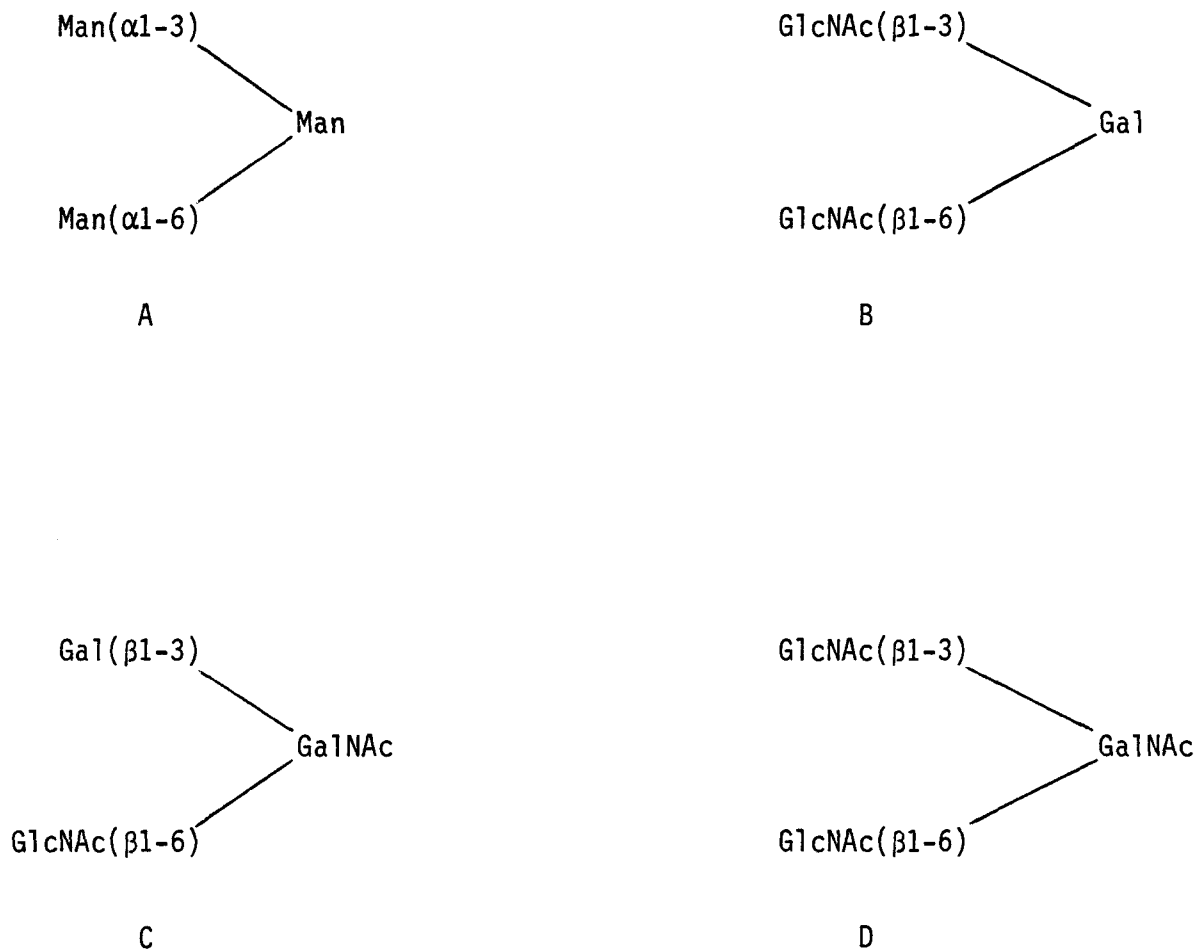 Man(α1-3)
Man
Man(α1-6)
A
GlcNAc(β1-3)
Gal
GlcNAc(β1-6)
B
Gal(β1-3)
GalNAc
GlcNAc(β1-6)
C
GlcNAc(β1-3)
GalNAc
GlcNAc(β1-6)
D